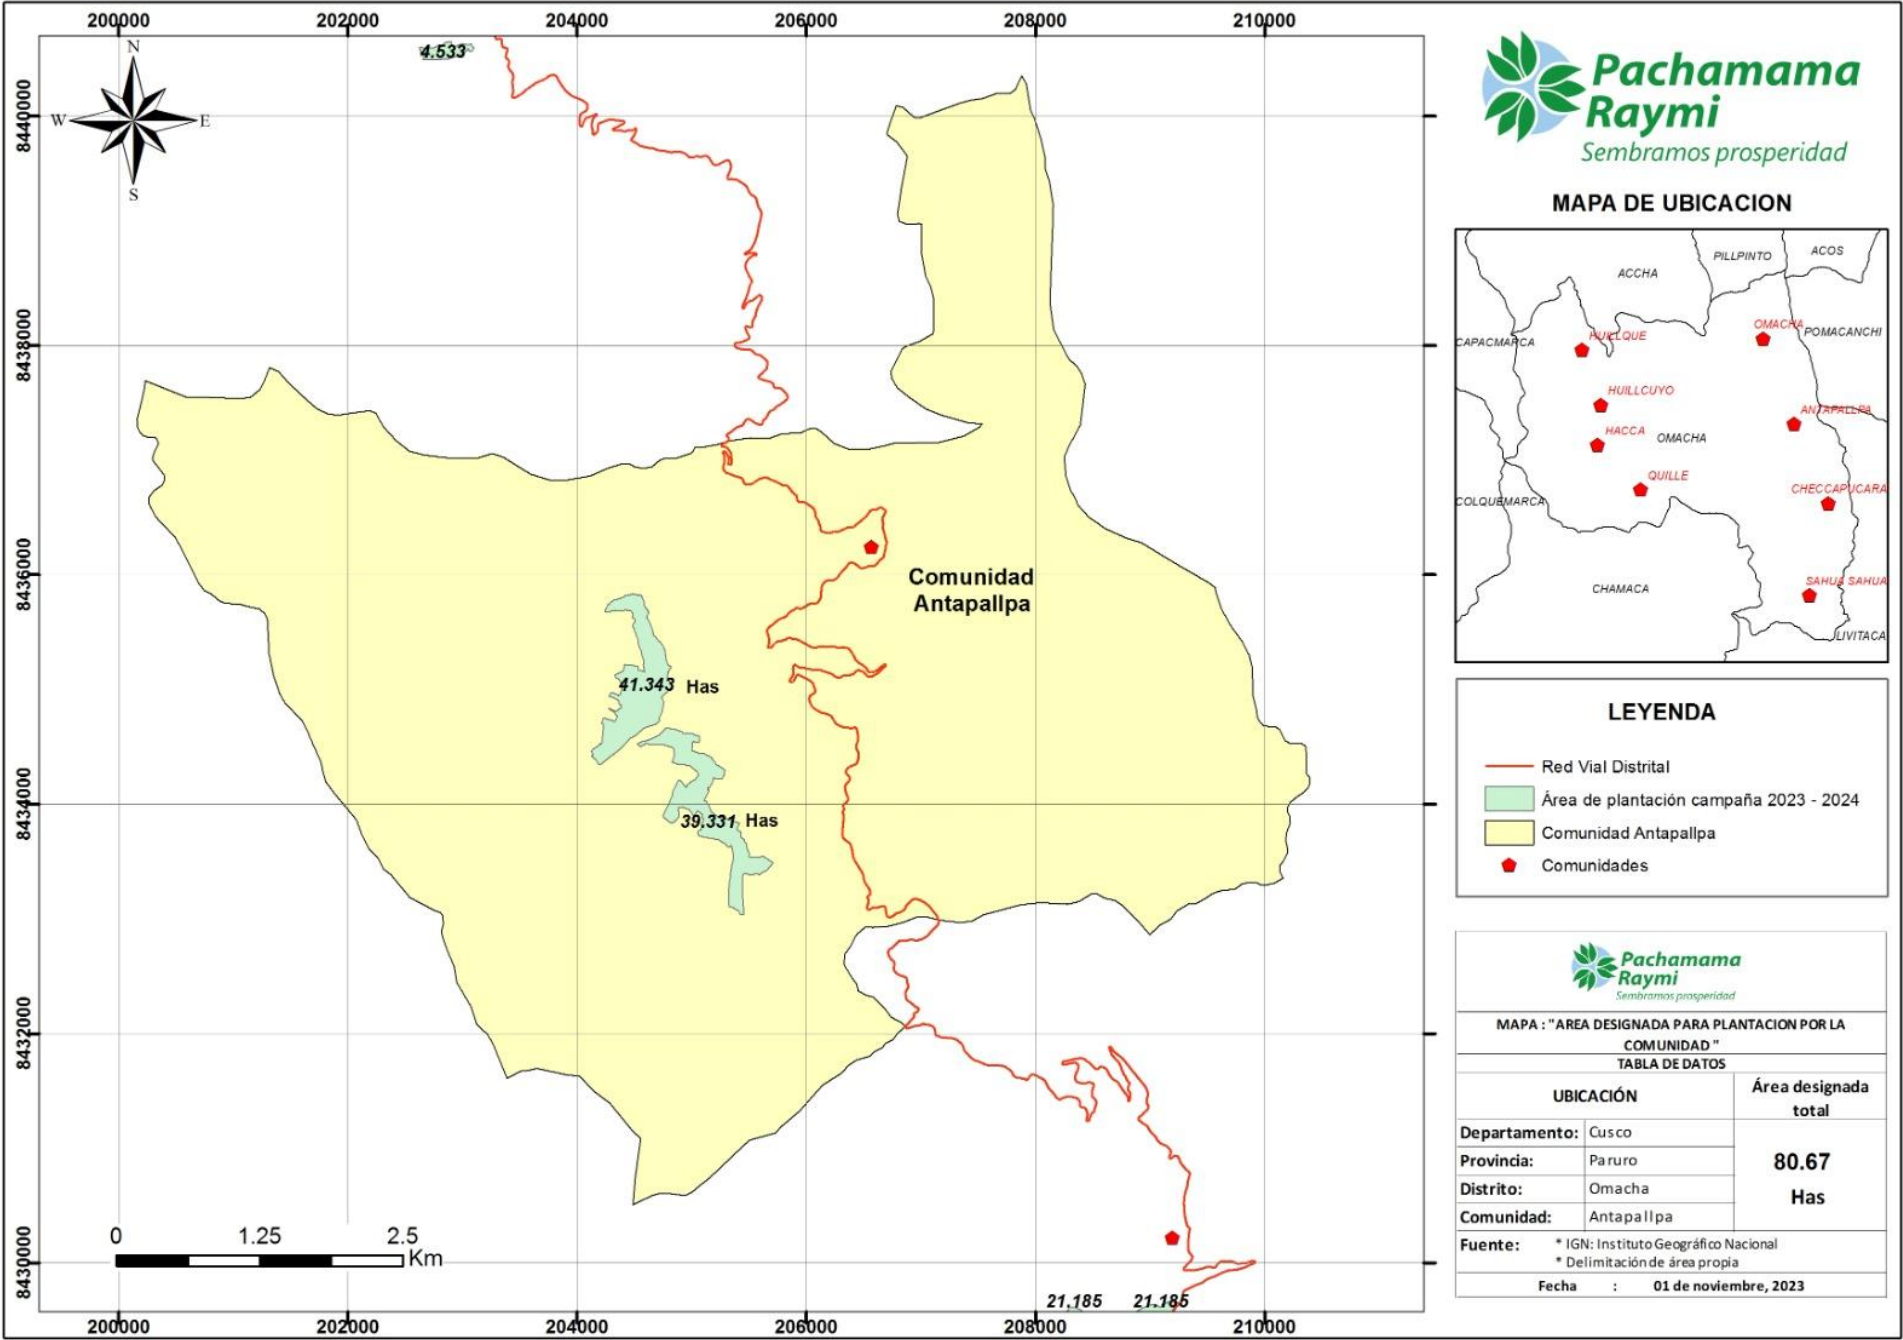 200000 202000 204000 206000 208000 210000
8440000
8438000
8436000
8434000
8432000
8430000
N
W E
S
4.533
Comunidad
Antapallpa
41.343 Has
39.331 Has
0 1.25 2.5
Km
21.185 21.185
200000 202000 204000 206000 208000 210000
Pachamama
Raymi
Sembramos prosperidad
MAPA DE UBICACION
ACCHA
PILLPINTO
ACOS
CAPACMARCA
HUILLQUE
OMACHA
POMACANCHI
HUILLCUYO
ANTAPALLPA
HACCA
OMACHA
QUILLE
CHECCAPUCARA
COLQUEMARCA
CHAMACA
SAHUA SAHUA
LIVITACA
LEYENDA
Red Vial Distrital
Área de plantación campaña 2023 - 2024
Comunidad Antapallpa
Comunidades
Pachamama
Raymi
Sembramos prosperidad
MAPA : "AREA DESIGNADA PARA PLANTACION POR LA
COMUNIDAD "
TABLA DE DATOS
UBICACIÓN
Área designada
total
Departamento: Cusco
Provincia: Paruro
Distrito: Omacha
Comunidad: Antapallpa
80.67
Has
Fuente: * IGN: Instituto Geográfico Nacional
* Delimitación de área propia
Fecha : 01 de noviembre, 2023